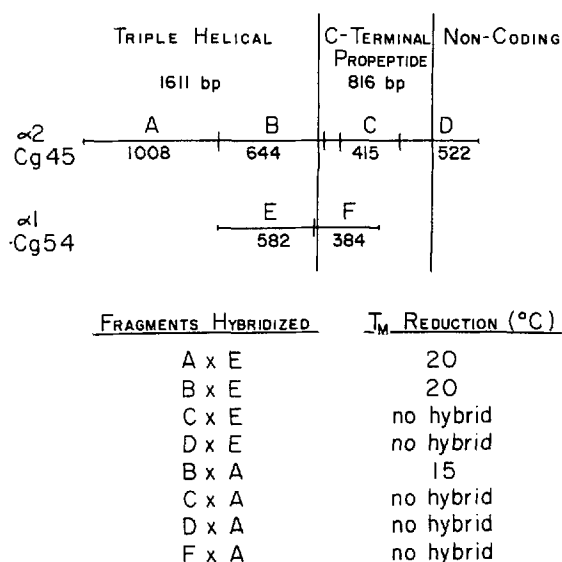 TRIPLE HELICAL
C-TERMINAL PROPEPTIDE
NON-CODING
1611 bp
816 bp
α2 Cg45
A
B
C
D
1008
644
415
522
α1 Cg54
E
F
582
384
FRAGMENTS HYBRIDIZED
TM REDUCTION (°C)
A x E 20
B x E 20
C x E no hybrid
D x E no hybrid
B x A 15
C x A no hybrid
D x A no hybrid
F x A no hybrid